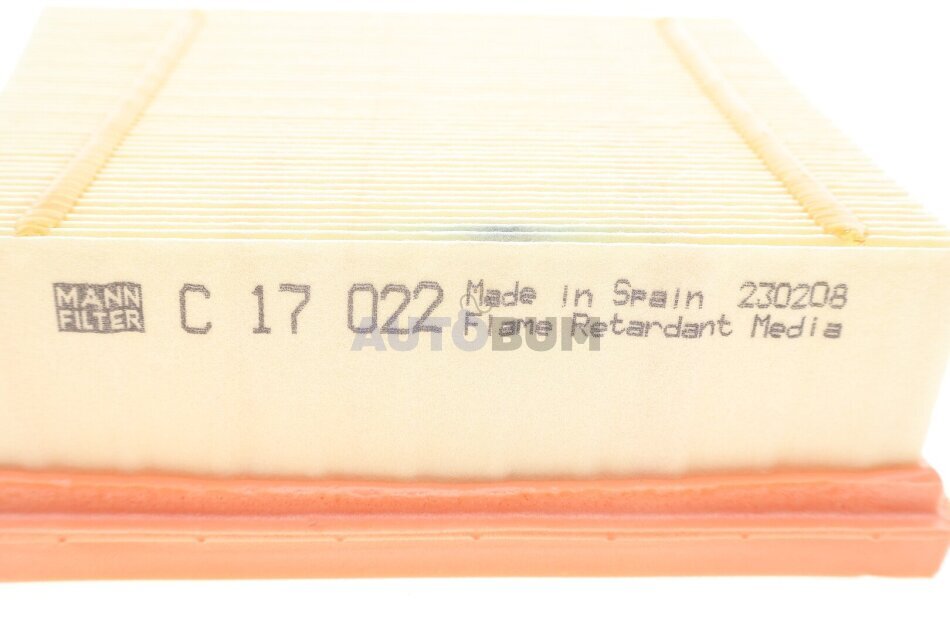 MANN
FILTER
C 17 022
Made in Spain 230208
Flame Retardant Media
AUTOBUM